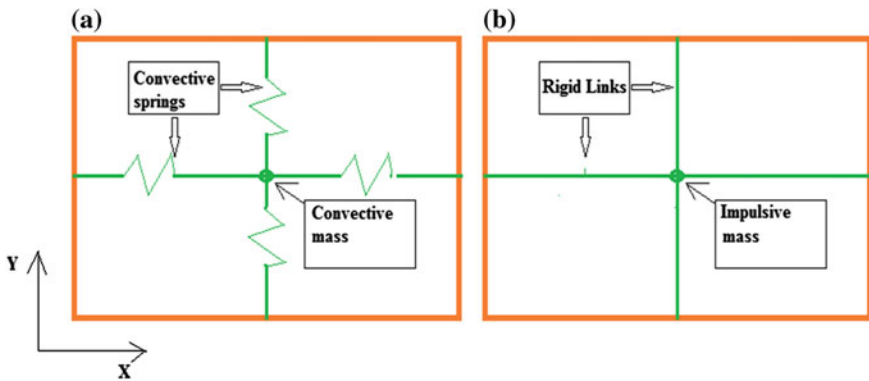 (a)
(b)
Convective
springs
Rigid Links
Convective
mass
Impulsive
mass
Y
X